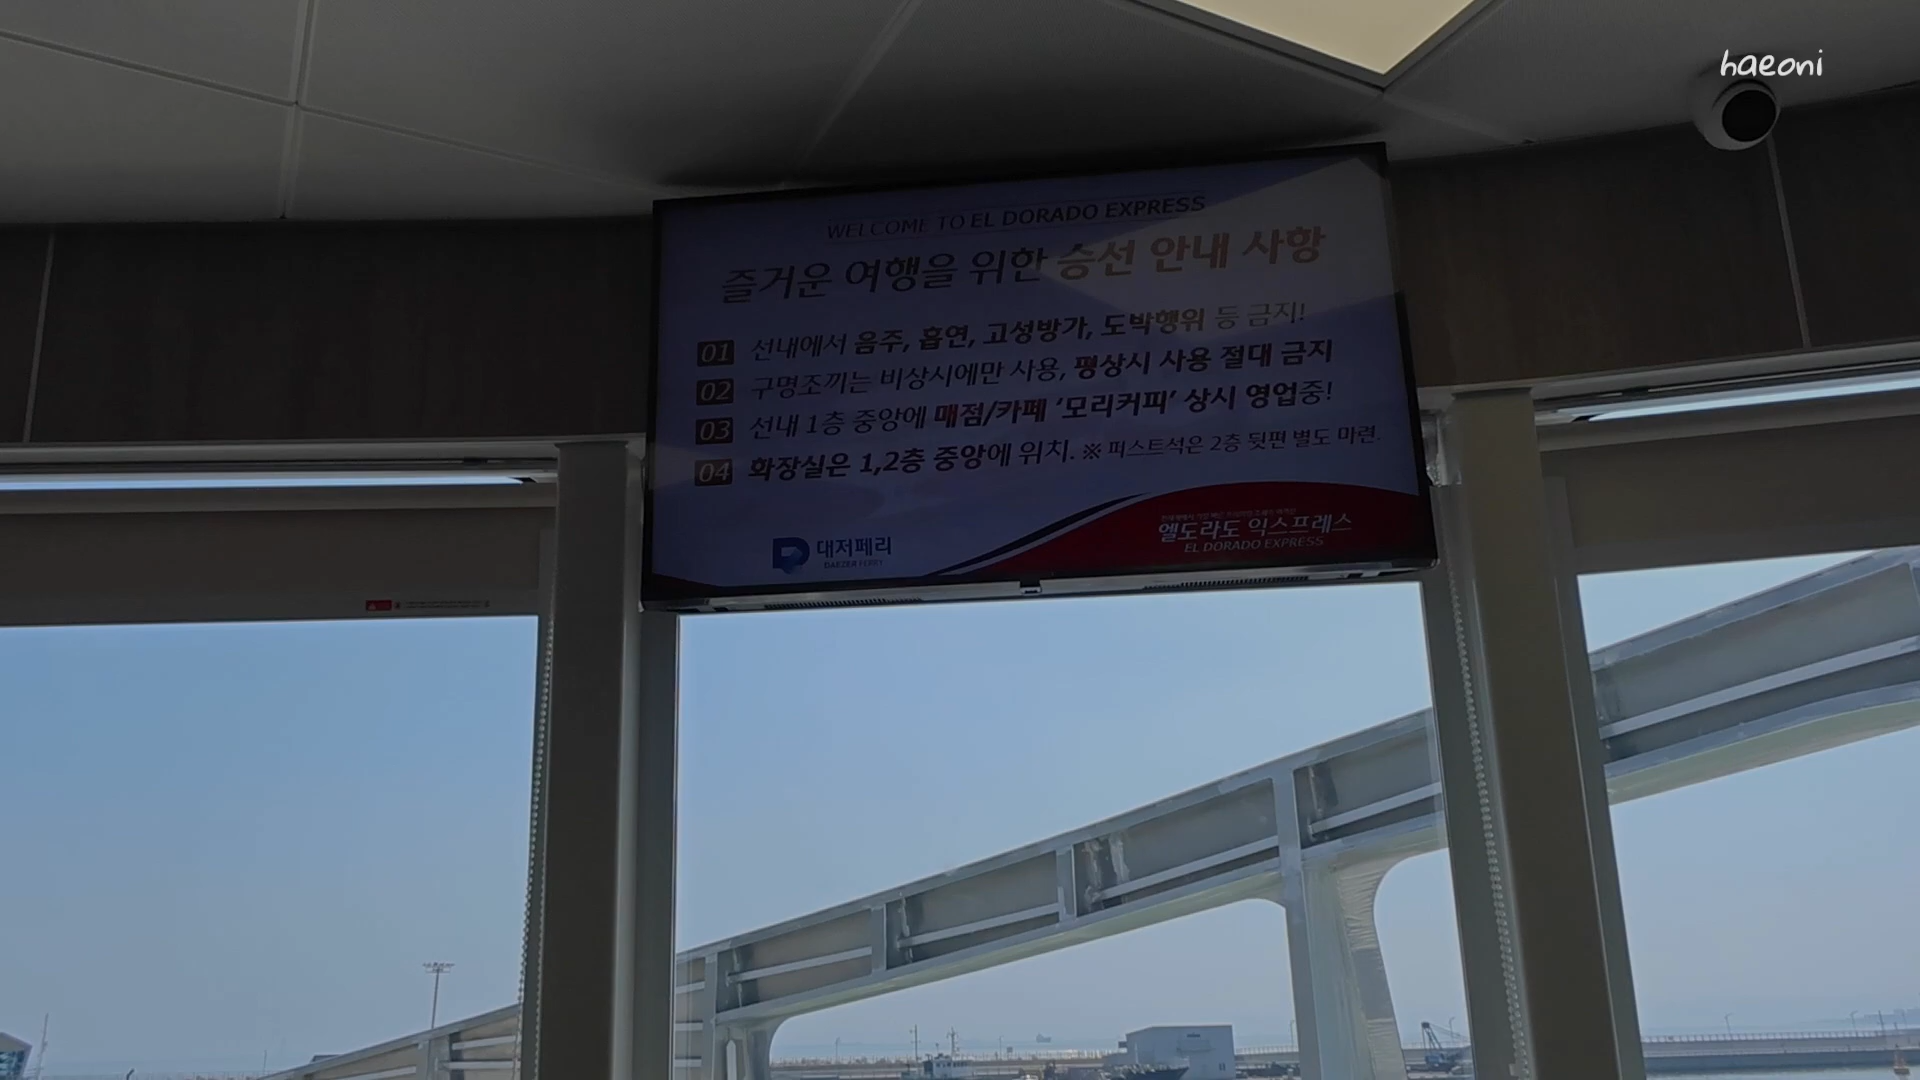 haeoni
WELCOME TO EL DORADO EXPRESS
즐거운 여행을 위한 승선 안내 사항
01 선내에서 음주, 흡연, 고성방가, 도박행위 등 금지!
02 구명조끼는 비상시에만 사용, 평상시 사용 절대 금지
03 선내 1층 중앙에 매점/카페 ‘모리커피’ 상시 영업중!
04 화장실은 1,2층 중앙에 위치. ※ 퍼스트석은 2층 뒷편 별도 마련.
대저페리
DAEZER FERRY
엘도라도 익스프레스
EL DORADO EXPRESS